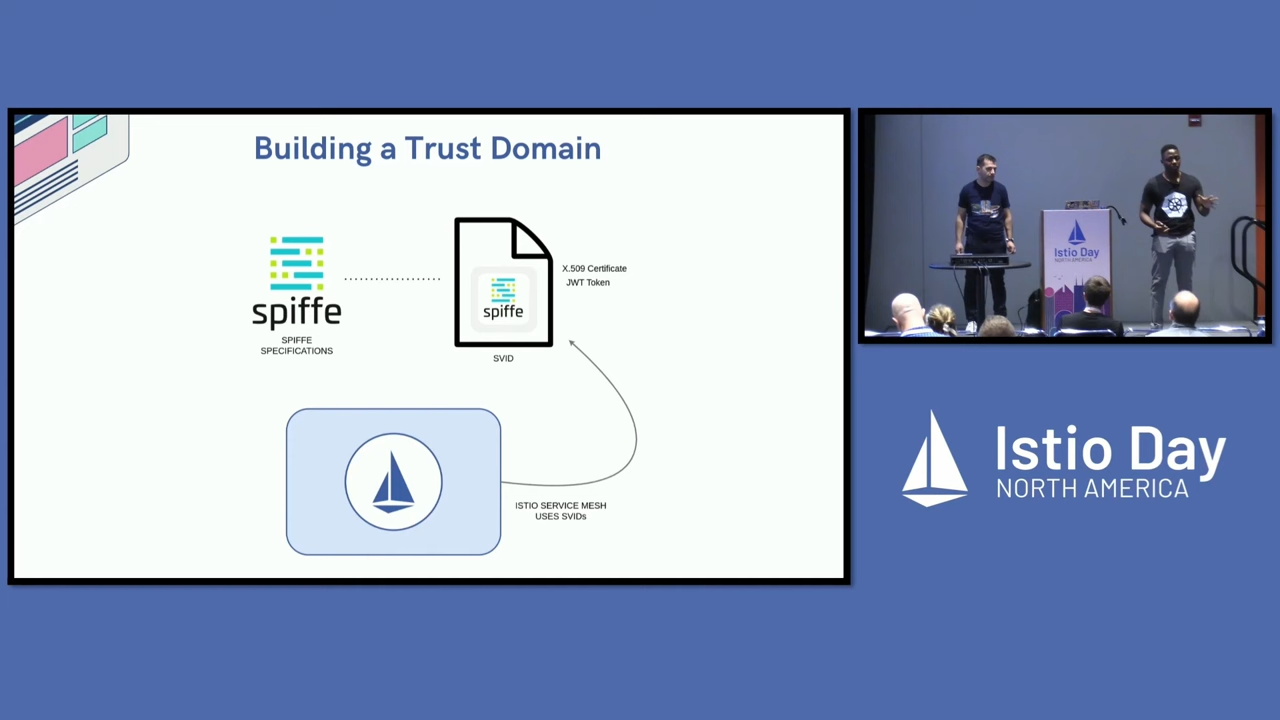 Building a Trust Domain
spiffe
SPIFFE
SPECIFICATIONS
spiffe
X.509 Certificate
JWT Token
SVID
ISTIO SERVICE MESH
USES SVIDs
Istio Day
NORTH AMERICA
Istio Day
NORTH AMERICA